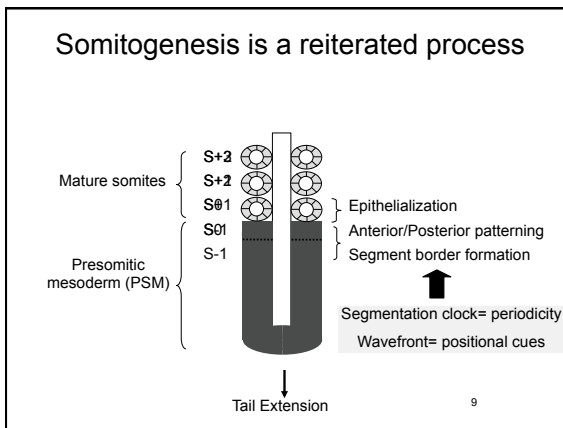 Somitogenesis is a reiterated process
Mature somites
Presomitic
mesoderm (PSM)
S-1
Epithelialization
Anterior/Posterior patterning
Segment border formation
Segmentation clock= periodicity
Wavefront= positional cues
Tail Extension
9